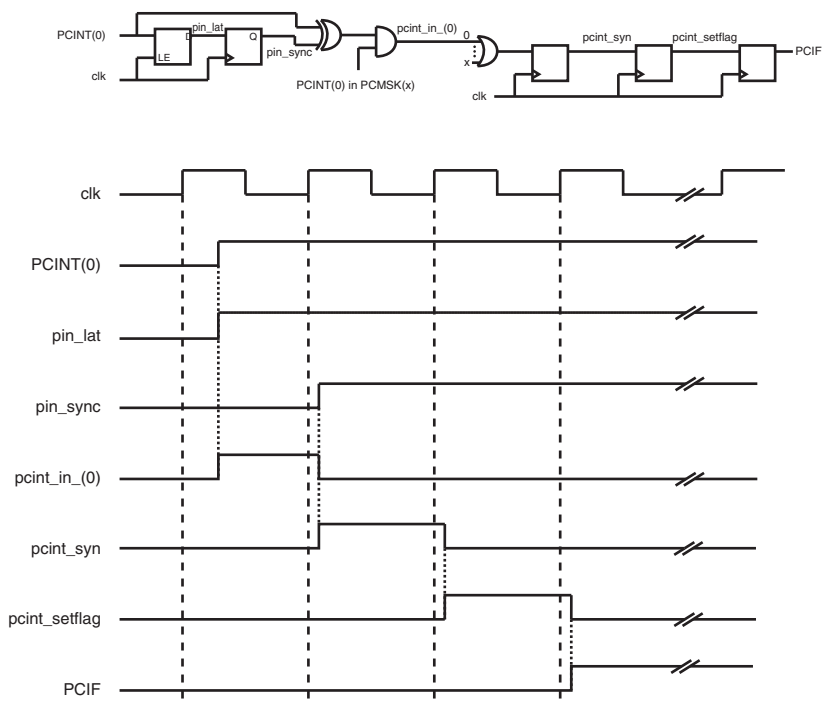 PCINT(0)
pin_lat
D
Q
LE
pin_sync
clk
PCINT(0) in PCMSK(x)
pcint_in_(0)
0
x
pcint_syn
pcint_setflag
PCIF
clk
clk
PCINT(0)
pin_lat
pin_sync
pcint_in_(0)
pcint_syn
pcint_setflag
PCIF